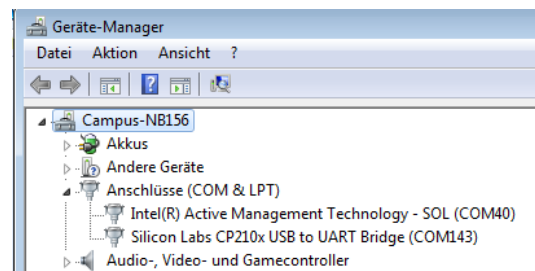 Geräte-Manager
Datei Aktion Ansicht ?
Campus-NB156
Akkus
Andere Geräte
Anschlüsse (COM & LPT)
Intel(R) Active Management Technology - SOL (COM40)
Silicon Labs CP210x USB to UART Bridge (COM143)
Audio-, Video- und Gamecontroller